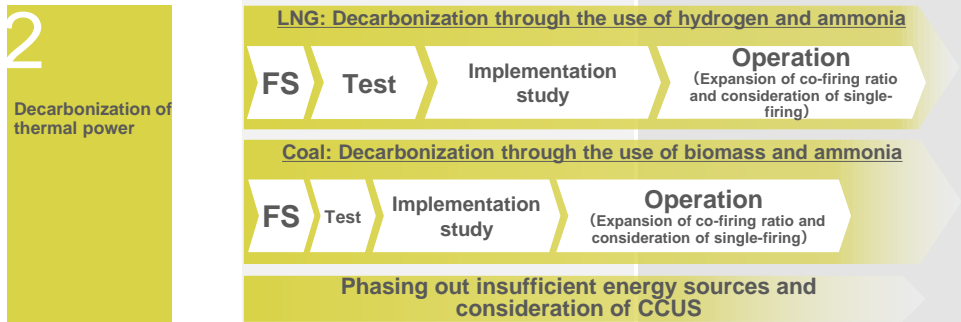 2
Decarbonization of
thermal power
LNG: Decarbonization through the use of hydrogen and ammonia
FS
Test
Implementation
study
Operation
(Expansion of co-firing ratio
and consideration of single-
firing)
Coal: Decarbonization through the use of biomass and ammonia
FS
Test
Implementation
study
Operation
(Expansion of co-firing ratio and
consideration of single-firing)
Phasing out insufficient energy sources and
consideration of CCUS